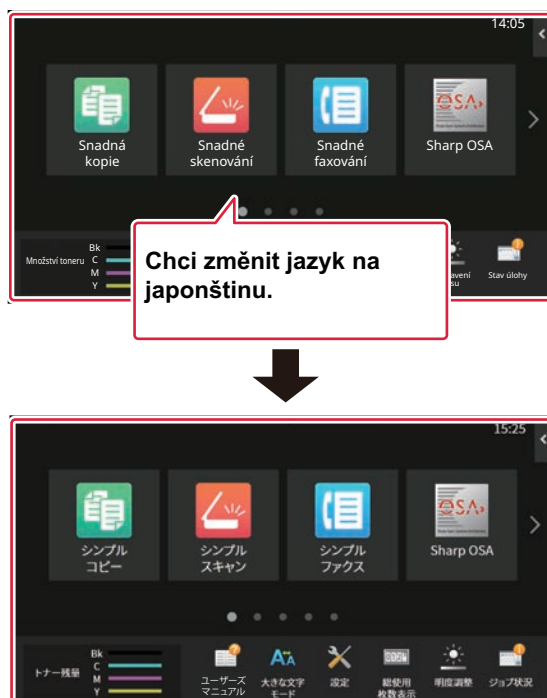 14:05
Snadná
kopie
Snadné
skenování
Snadné
faxování
OSA
Sharp OSA
Množství toneru
Bk
C
M
Y
Stav úlohy
Chci změnit jazyk na
japonštinu.
15:25
シンプル
コピー
シンプル
スキャン
シンプル
ファクス
OSA
Sharp OSA
トナー残量
Bk
C
M
Y
ユーザーズ
マニュアル
大きな文字
モード
設定
総使用
枚数表示
明度調整
ジョブ状況